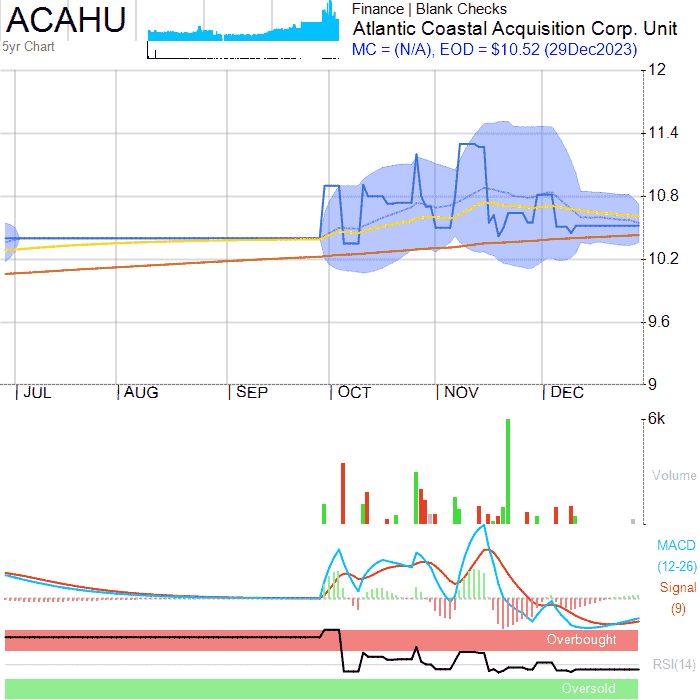 ACAHU
5yr Chart
Finance | Blank Checks
Atlantic Coastal Acquisition Corp. Unit
MC = (N/A), EOD = $10.52 (29Dec2023)
12
11.4
10.8
10.2
9.6
9
JUL AUG SEP OCT NOV DEC
6k
Volume
MACD
(12-26)
Signal
(9)
Overbought
RSI(14)
Oversold